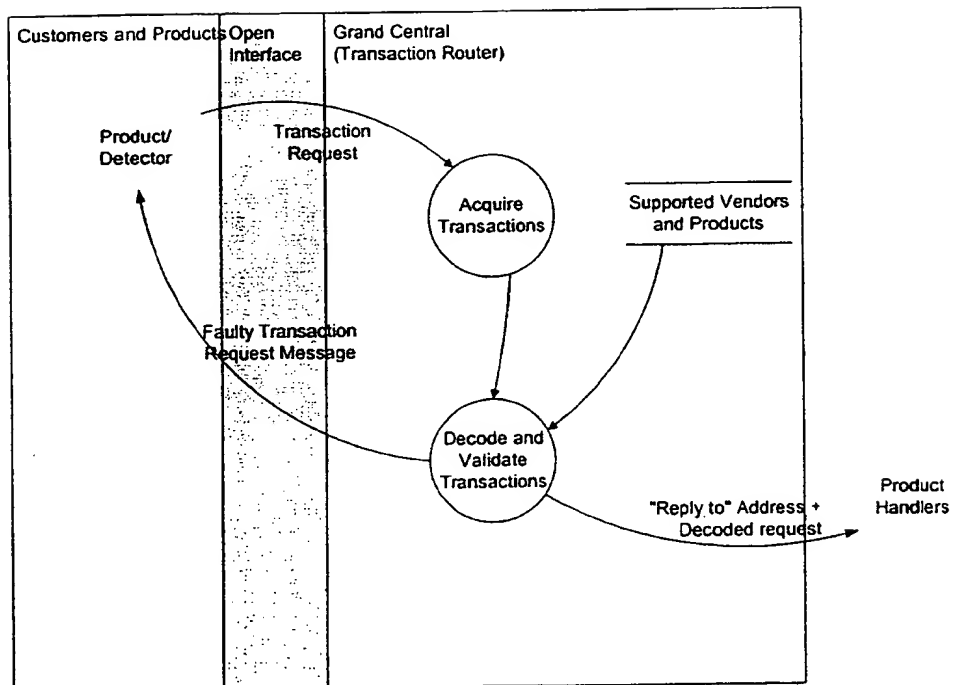 Customers and Products
Open
Interface
Grand Central
(Transaction Router)
Product/
Detector
Transaction
Request
Acquire
Transactions
Supported Vendors
and Products
Faulty Transaction
Request Message
Decode and
Validate
Transactions
"Reply to" Address +
Decoded request
Product
Handlers